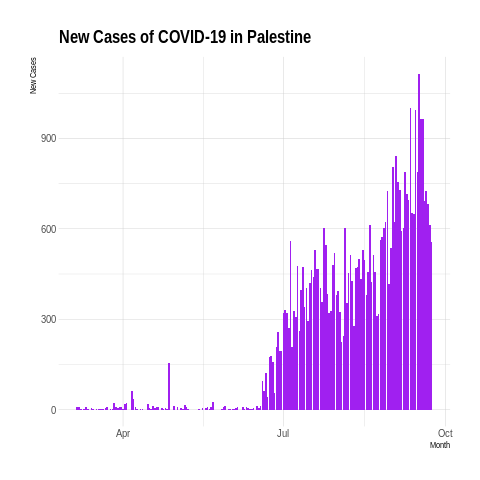 New Cases of COVID-19 in Palestine
New Cases
900
600
300
0
Apr
Jul
Oct
Month